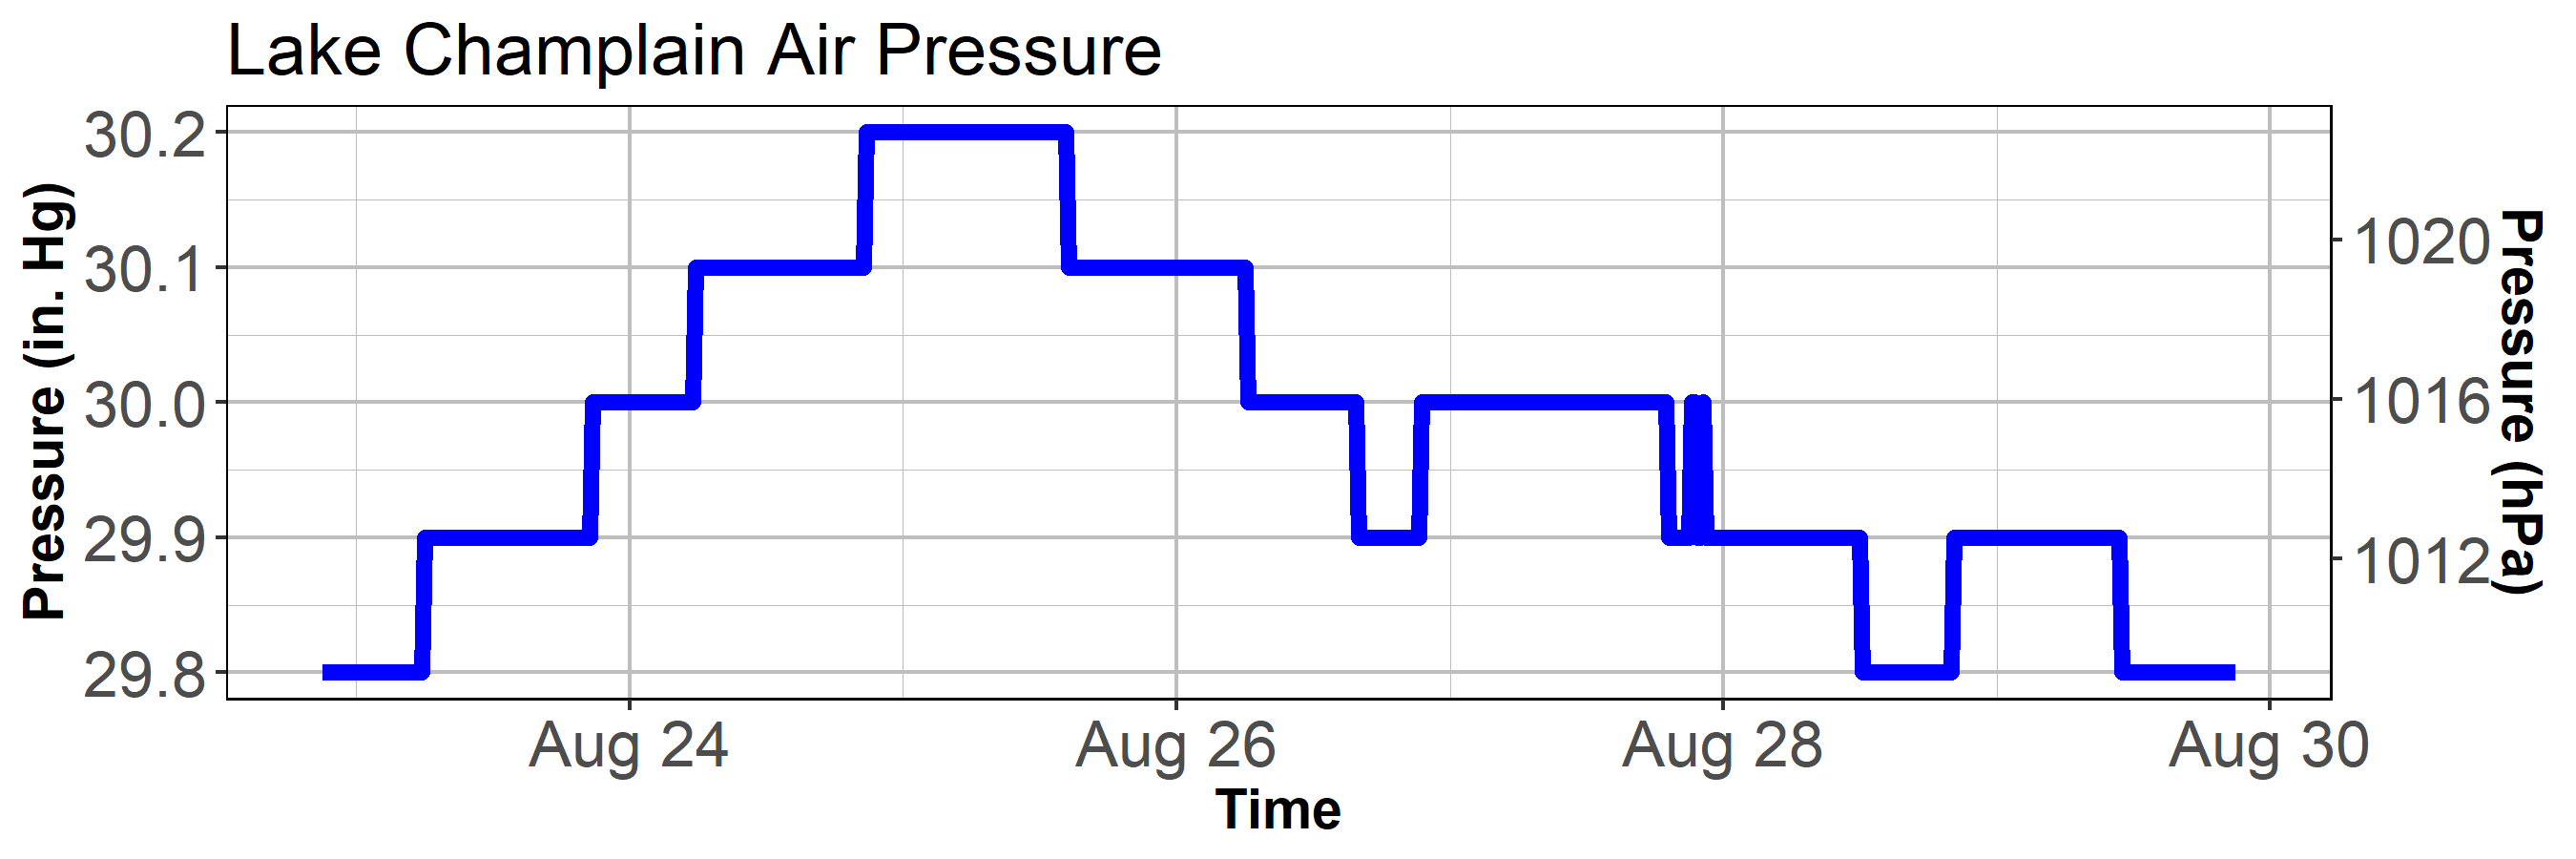 Lake Champlain Air Pressure
Pressure (in. Hg)
30.2
30.1
30.0
29.9
29.8
1020
1016
1012
Pressure (hPa)
Aug 24 Aug 26 Aug 28 Aug 30
Time